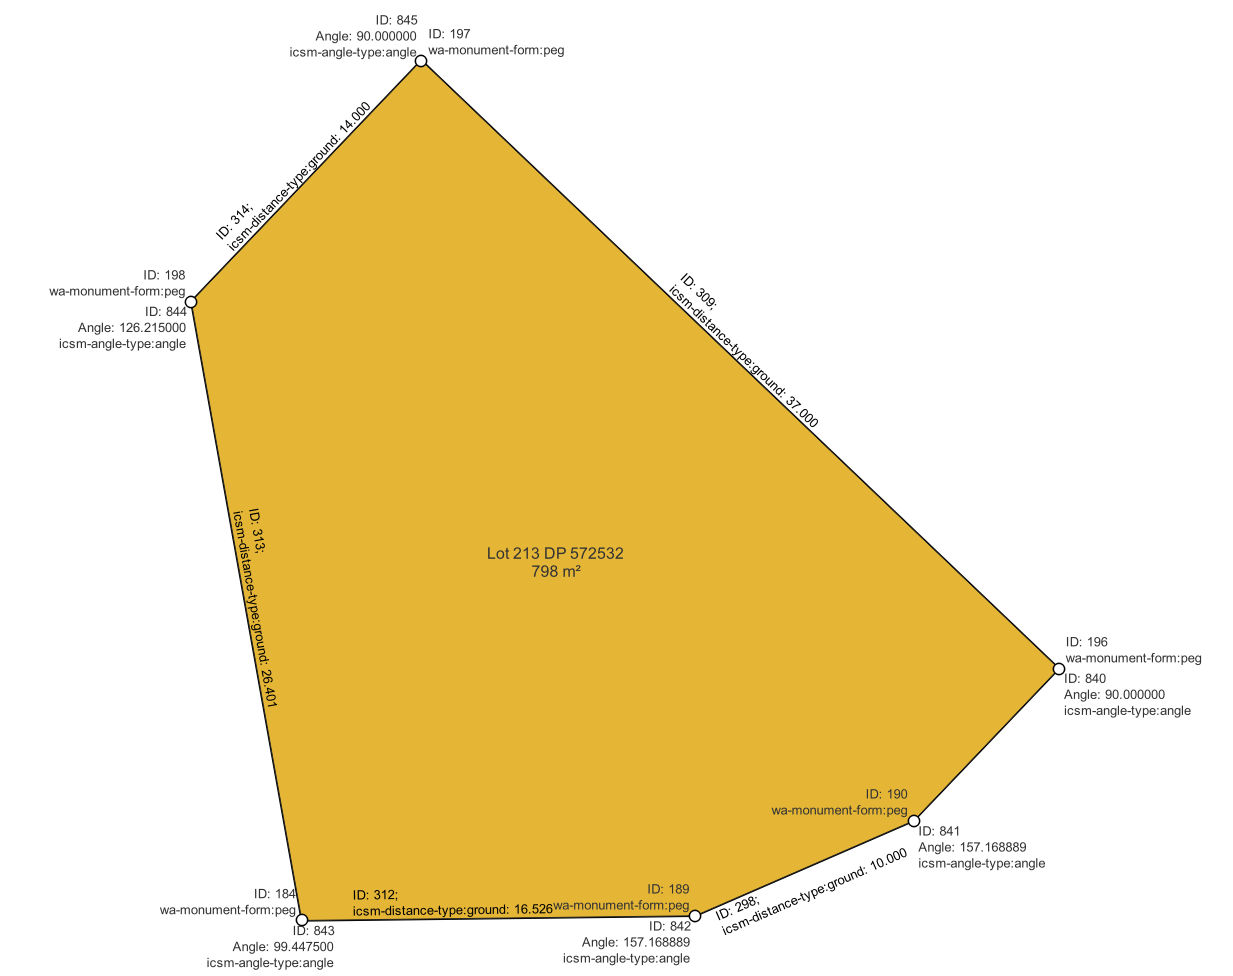 ID: 845
Angle: 90.000000
icsm-angle-type:angle
ID: 197
wa-monument-form:peg
ID: 314;
icsm-distance-type:ground: 14.000
ID: 198
wa-monument-form:peg
ID: 844
Angle: 126.215000
icsm-angle-type:angle
ID: 309;
icsm-distance-type:ground: 37.000
ID: 313;
icsm-distance-type:ground: 26.401
Lot 213 DP 572532
798 m²
ID: 196
wa-monument-form:peg
ID: 840
Angle: 90.000000
icsm-angle-type:angle
ID: 190
wa-monument-form:peg
ID: 841
Angle: 157.168889
icsm-angle-type:angle
ID: 184
wa-monument-form:peg
ID: 312;
icsm-distance-type:ground: 16.526
ID: 189
wa-monument-form:peg
ID: 298;
icsm-distance-type:ground: 10.000
ID: 843
Angle: 99.447500
icsm-angle-type:angle
ID: 842
Angle: 157.168889
icsm-angle-type:angle